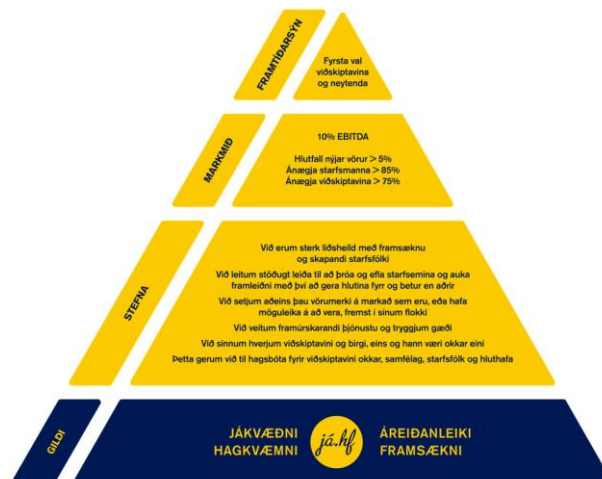 FRAMTÍÐARSÝN
Fyrsta val
viðskiptavina
og neytenda
MARKMIÐ
10% EBITDA
Hlutfall nýjar vörur > 5%
Ánægja starfsmanna > 85%
Ánægja viðskiptavina > 75%
STEFNA
Við erum sterk liðsheild með framsæknu
og skapandi starfsfólki
Við leitum stöðugt leiða til að þróa og efla starfsemina og auka
framleiðni með því að gera hlutina fyrr og betur en aðrir
Við setjum aðeins þau vörumerki á markað sem eru, eða hafa
möguleika á að vera, fremst í sínum flokki
Við veitum framúrskarandi þjónustu og tryggjum gæði
Við sinnum hverjum viðskiptavini og birgi, eins og hann væri okkar eini
Þetta gerum við til hagsbóta fyrir viðskiptavini okkar, samfélag, starfsfólk og hluthafa
GILDI
JÁKVÆÐNI
HAGKVÆMNI
já.hf
ÁREIÐANLEIKI
FRAMSÆKNI